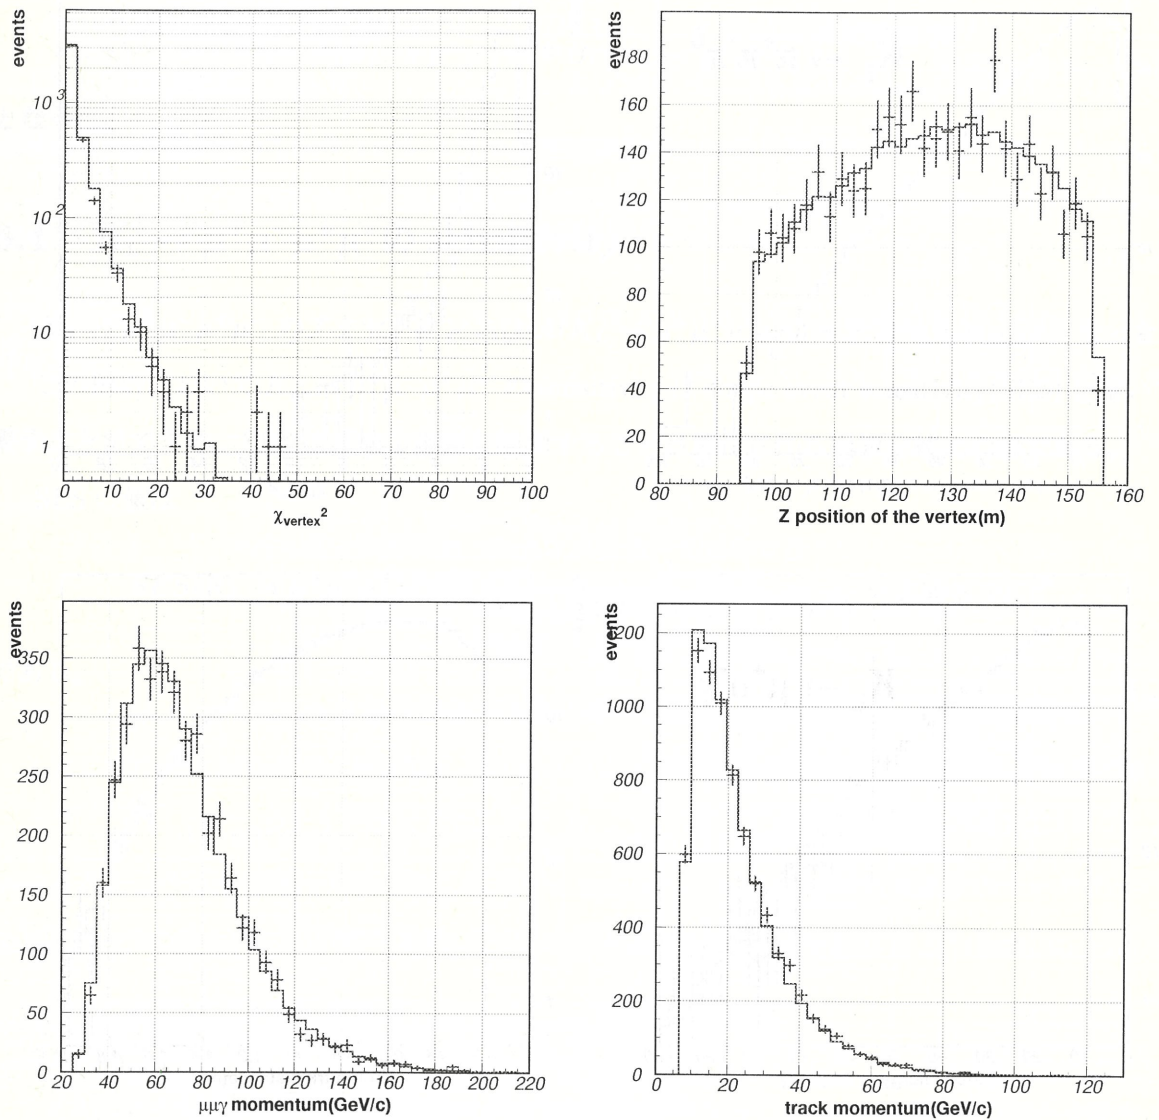 events
10 3
10 2
10
1
0 10 20 30 40 50 60 70 80 90 100
χvertex2
events
180
160
140
120
100
80
60
40
20
0
80 90 100 110 120 130 140 150 160
Z position of the vertex(m)
events
350
300
250
200
150
100
50
0
20 40 60 80 100 120 140 160 180 200 220
μμγ momentum(GeV/c)
events
1200
1000
800
600
400
200
0
0 20 40 60 80 100 120
track momentum(GeV/c)